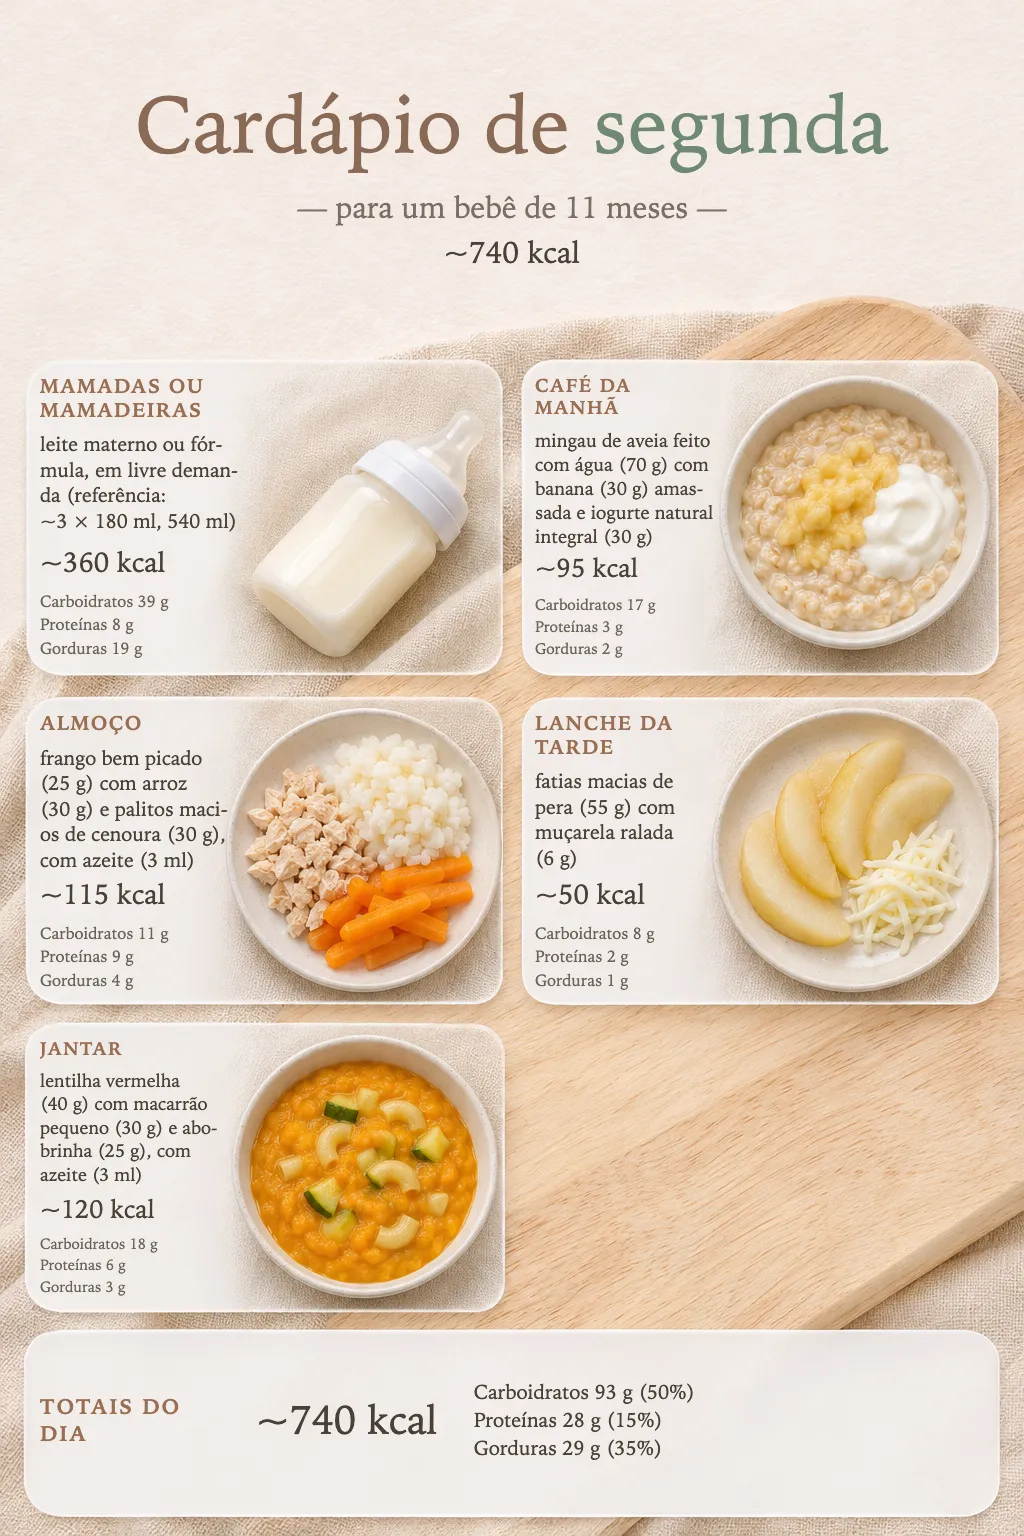 Cardápio de segunda
— para um bebê de 11 meses —
~740 kcal
MAMADAS OU
MAMADEIRAS
leite materno ou fór-
mula, em livre deman-
da (referência:
~3 × 180 ml, 540 ml)
~360 kcal
Carboidratos 39 g
Proteínas 8 g
Gorduras 19 g
CAFÉ DA
MANHÃ
mingau de aveia feito
com água (70 g) com
banana (30 g) amas-
sada e iogurte natural
integral (30 g)
~95 kcal
Carboidratos 17 g
Proteínas 3 g
Gorduras 2 g
ALMOÇO
frango bem picado
(25 g) com arroz
(30 g) e palitos maci-
os de cenoura (30 g),
com azeite (3 ml)
~115 kcal
Carboidratos 11 g
Proteínas 9 g
Gorduras 4 g
LANCHE DA
TARDE
fatias macias de
pera (55 g) com
muçarela ralada
(6 g)
~50 kcal
Carboidratos 8 g
Proteínas 2 g
Gorduras 1 g
JANTAR
lentilha vermelha
(40 g) com macarrão
pequeno (30 g) e abo-
brinha (25 g), com
azeite (3 ml)
~120 kcal
Carboidratos 18 g
Proteínas 6 g
Gorduras 3 g
TOTAIS DO
DIA
~740 kcal
Carboidratos 93 g (50%)
Proteínas 28 g (15%)
Gorduras 29 g (35%)